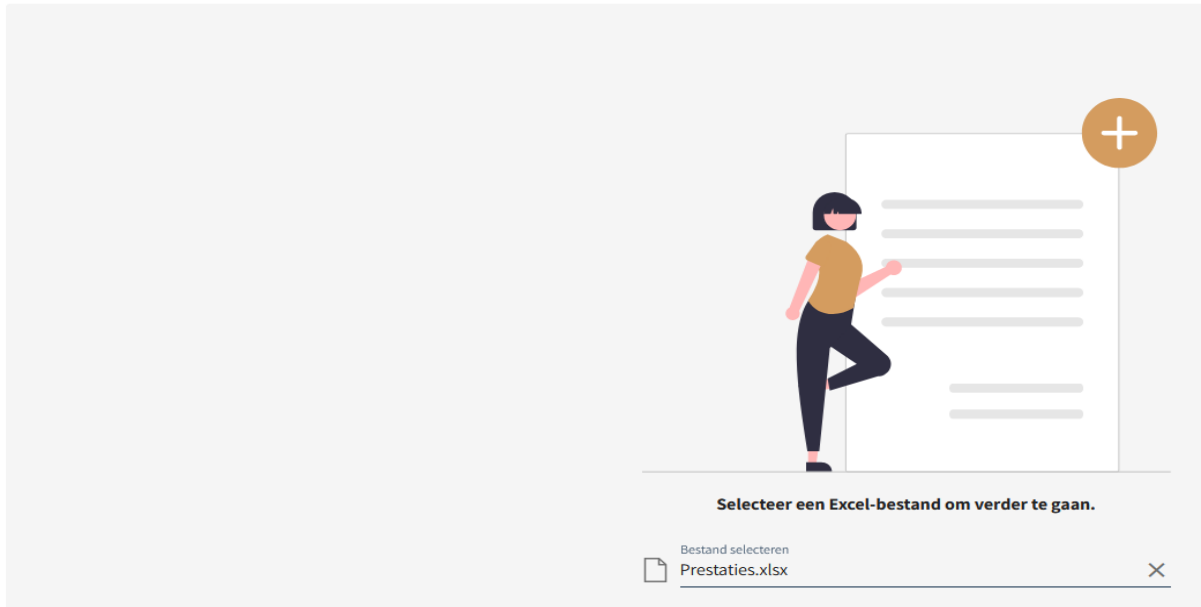 Selecteer een Excel-bestand om verder te gaan.
Bestand selecteren
Prestaties.xlsx